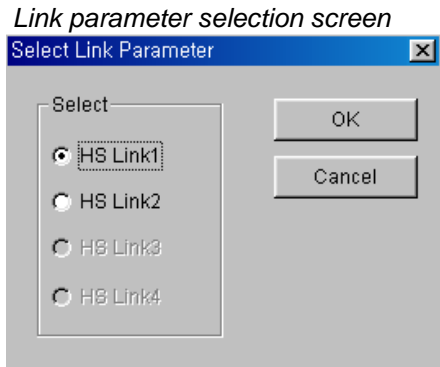 Link parameter selection screen
Select Link Parameter
Select
HS Link1
HS Link2
HS Link3
HS Link4
OK
Cancel